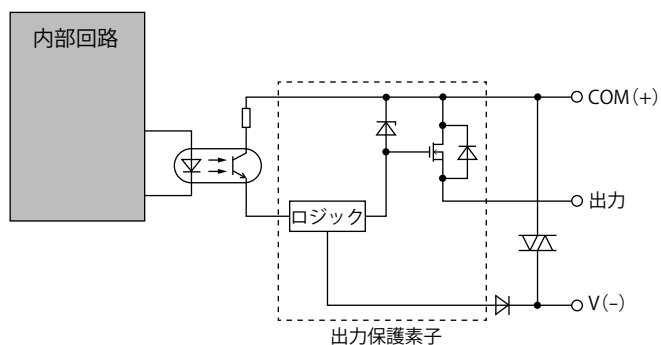 内部回路
COM(+)
出力
ロジック
V(−)
出力保護素子